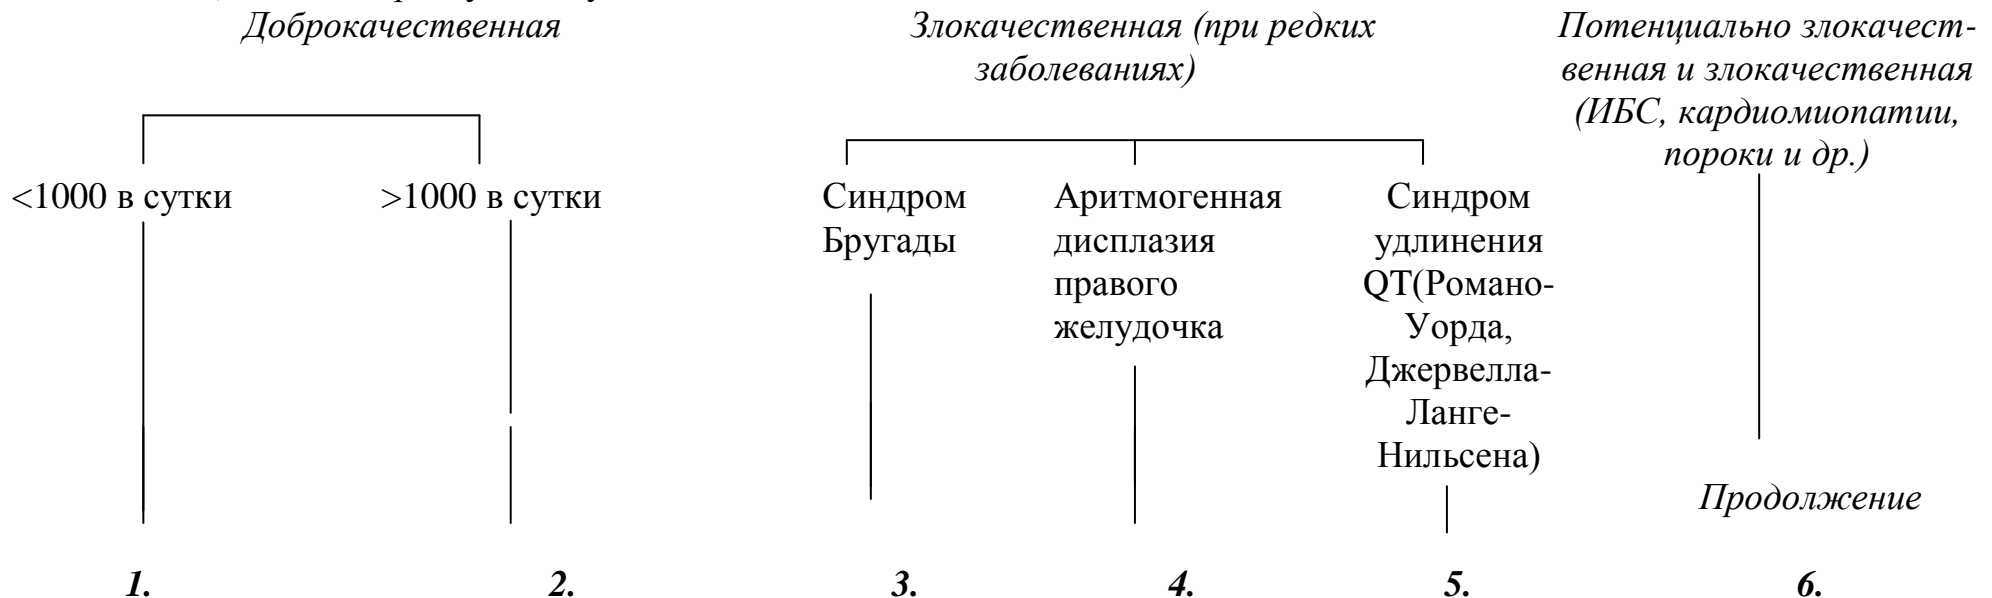 Доброкачественная
Злокачественная (при редких
заболеваниях)
Потенциально злокачест-
венная и злокачественная
(ИБС, кардиомиопатии,
пороки и др.)
<1000 в сутки
>1000 в сутки
Синдром
Бругады
Аритмогенная
дисплазия
правого
желудочка
Синдром
удлинения
QT(Романо-
Уорда,
Джервелла-
Ланге-
Нильсена)
Продолжение
1.
2.
3.
4.
5.
6.